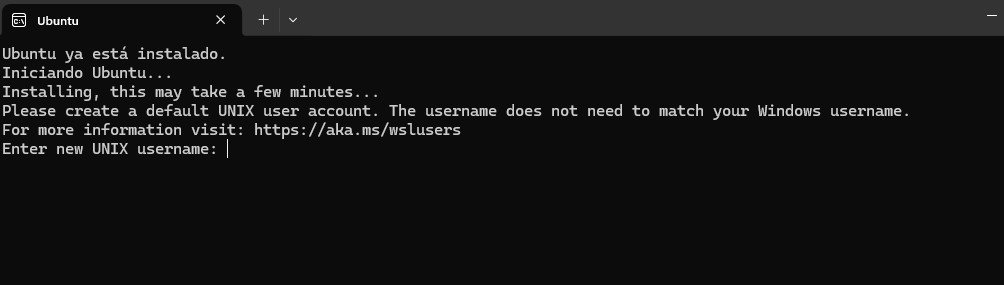 Ubuntu
Ubuntu ya está instalado.
Iniciando Ubuntu...
Installing, this may take a few minutes...
Please create a default UNIX user account. The username does not need to match your Windows username.
For more information visit: https://aka.ms/wslusers
Enter new UNIX username: